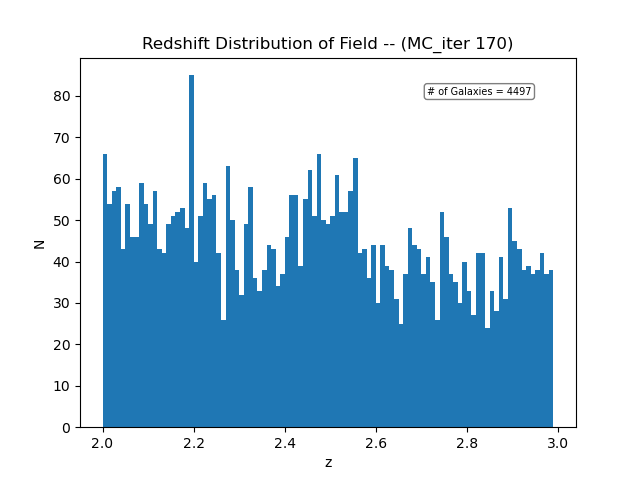 Redshift Distribution of Field -- (MC_iter 170)
# of Galaxies = 4497
80
70
60
50
40
30
20
10
0
N
2.0 2.2 2.4 2.6 2.8 3.0
z